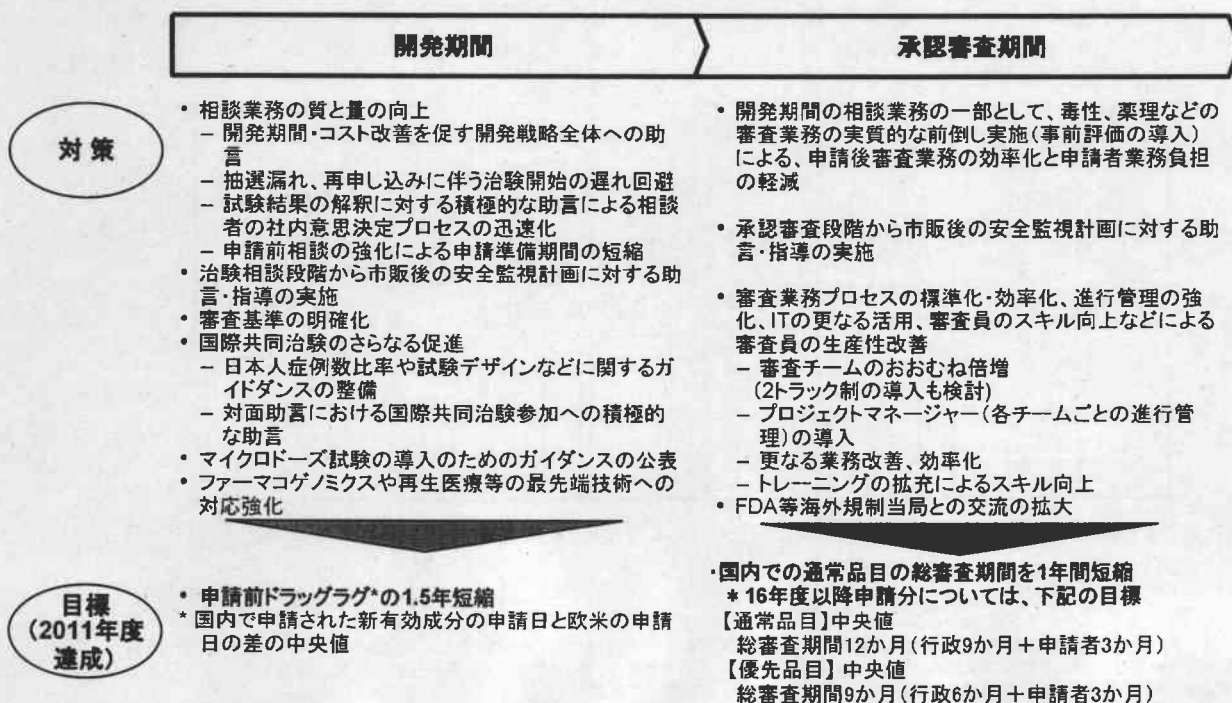 開発期間
承認審査期間
対策
• 相談業務の質と量の向上
– 開発期間・コスト改善を促す開発戦略全体への助
言
– 抽選漏れ、再申し込みに伴う治験開始の遅れ回避
– 試験結果の解釈に対する積極的な助言による相談
者の社内意思決定プロセスの迅速化
– 申請前相談の強化による申請準備期間の短縮
• 治験相談段階から市販後の安全監視計画に対する助
言・指導の実施
• 審査基準の明確化
• 国際共同治験のさらなる促進
– 日本人症例数比率や試験デザインなどに関するガ
イドダンスの整備
– 対面助言における国際共同治験参加への積極的
な助言
• マイクロドーズ試験の導入のためのガイダンスの公表
• ファーマコゲノミクスや再生医療等の最先端技術への
対応強化
• 開発期間の相談業務の一部として、毒性、薬理などの
審査業務の実質的な前倒し実施(事前評価の導入)
による、申請後審査業務の効率化と申請者業務負担
の軽減
• 承認審査段階から市販後の安全監視計画に対する助
言・指導の実施
• 審査業務プロセスの標準化・効率化、進行管理の強
化、ITの更なる活用、審査員のスキル向上などによる
審査員の生産性改善
– 審査チームのおおむね倍増
(2トラック制の導入も検討)
– プロジェクトマネージャー(各チームごとの進行管
理)の導入
– 更なる業務改善、効率化
– トレーニングの拡充によるスキル向上
• FDA等海外規制当局との交流の拡大
目標
(2011年度
達成)
• 申請前ドラッグラグ*の1.5年短縮
* 国内で申請された新有効成分の申請日と欧米の申請
日の差の中央値
・国内での通常品目の総審査期間を1年間短縮
＊16年度以降申請分については、下記の目標
【通常品目】中央値
総審査期間12か月(行政9か月＋申請者3か月)
【優先品目】中央値
総審査期間9か月(行政6か月＋申請者3か月)